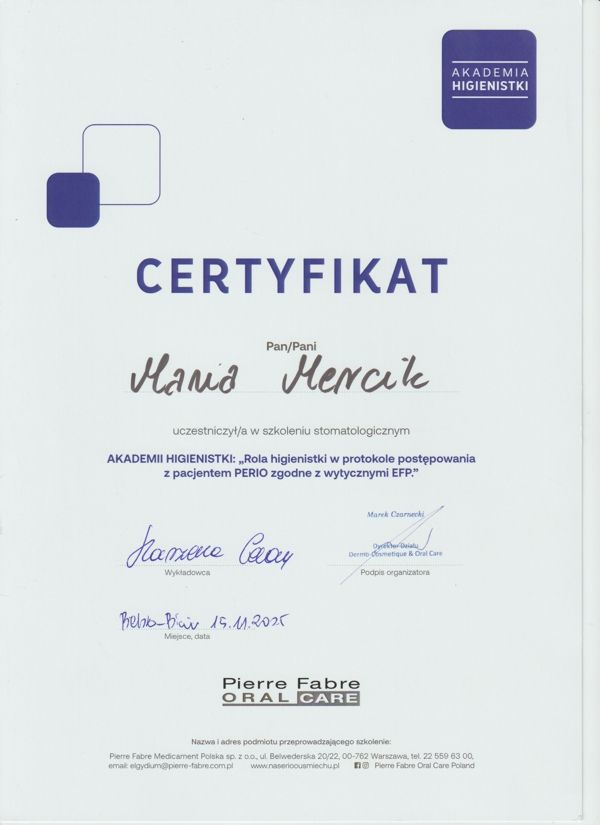 AKADEMIA
HIGIENISTKI
CERTYFIKAT
Pan/Pani
Maria Mencik
uczestniczył/a w szkoleniu stomatologicznym
AKADEMII HIGIENISTKI: „Rola higienistki w protokole postępowania
z pacjentem PERIO zgodne z wytycznymi EFP.”
Marek Czarnecki
Dyrektor Działu
Dermo-Cosmetique & Oral Care
Wykładowca
Podpis organizatora
15.11.2025
Miejsce, data
Pierre Fabre
ORAL CARE
Nazwa i adres podmiotu przeprowadzającego szkolenie:
Pierre Fabre Medicament Polska sp. z o.o., ul. Belwederska 20/22, 00-762 Warszawa, tel. 22 559 63 00,
email: elgydium@pierre-fabre.com.pl www.naserioousmiechu.pl Pierre Fabre Oral Care Poland